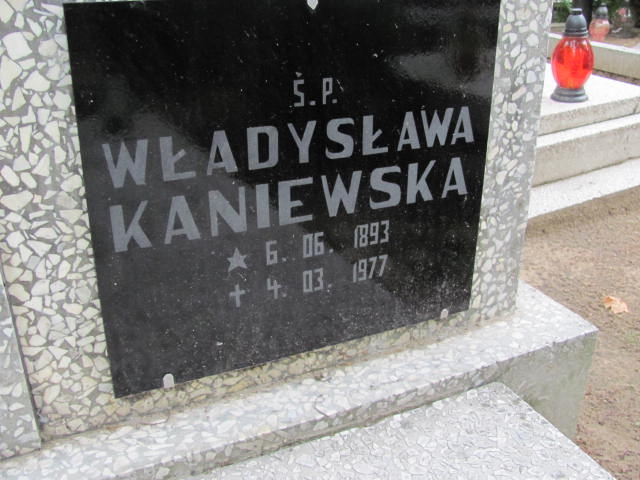 Ś.P.
WŁADYSŁAWA
KANIEWSKA
★ 6. 06. 1893
+ 4. 03. 1977